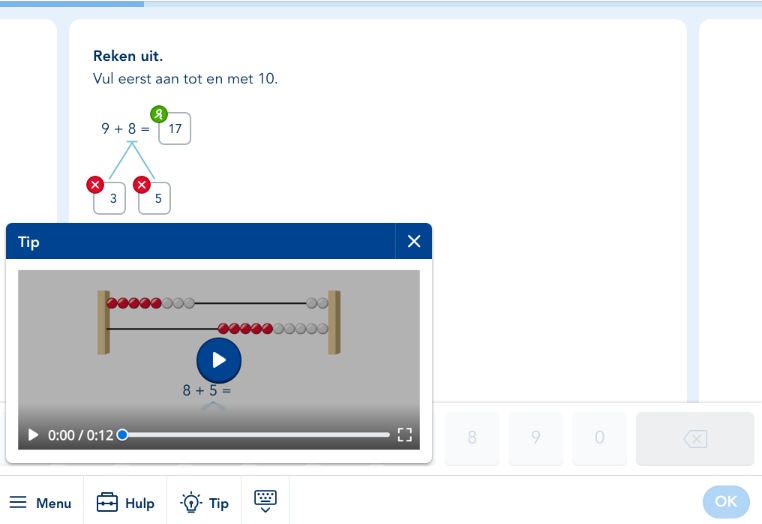 Reken uit.
Vul eerst aan tot en met 10.
9 + 8 = 17
3 5
Tip
8 + 5 =
0:00 / 0:12
8 9 0
Menu Hulp Tip OK